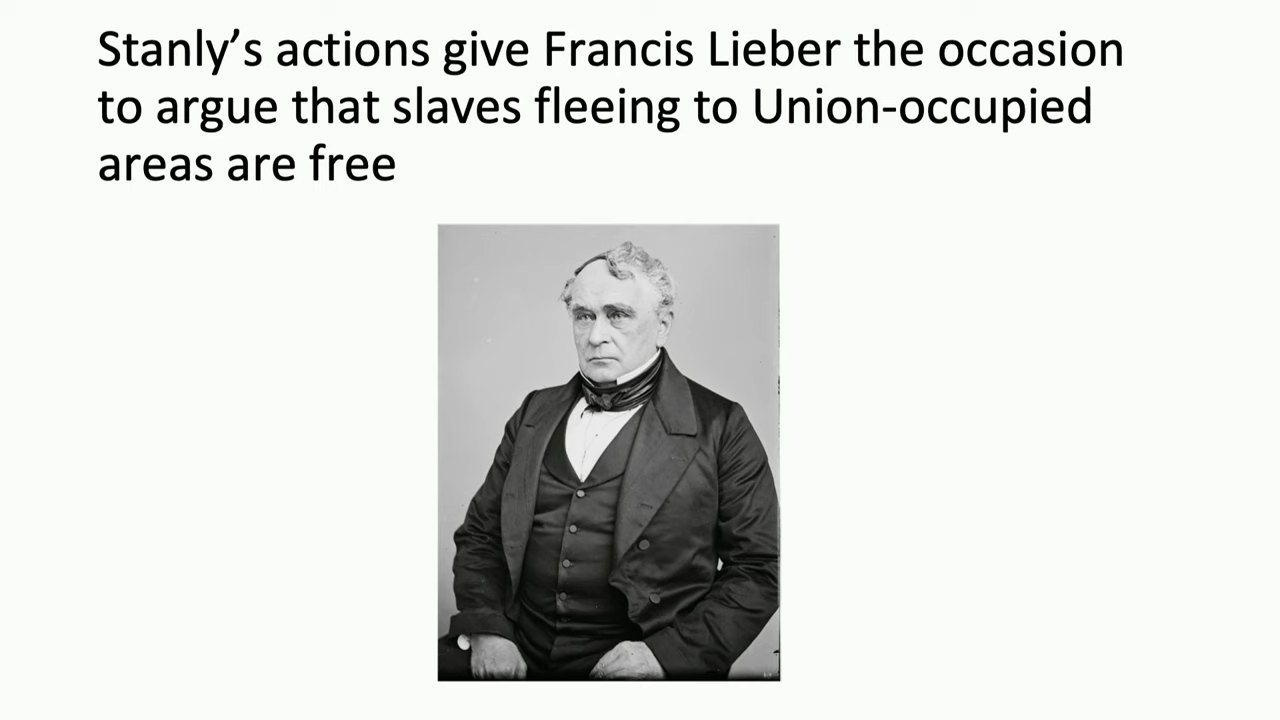 Stanly’s actions give Francis Lieber the occasion
to argue that slaves fleeing to Union-occupied
areas are free